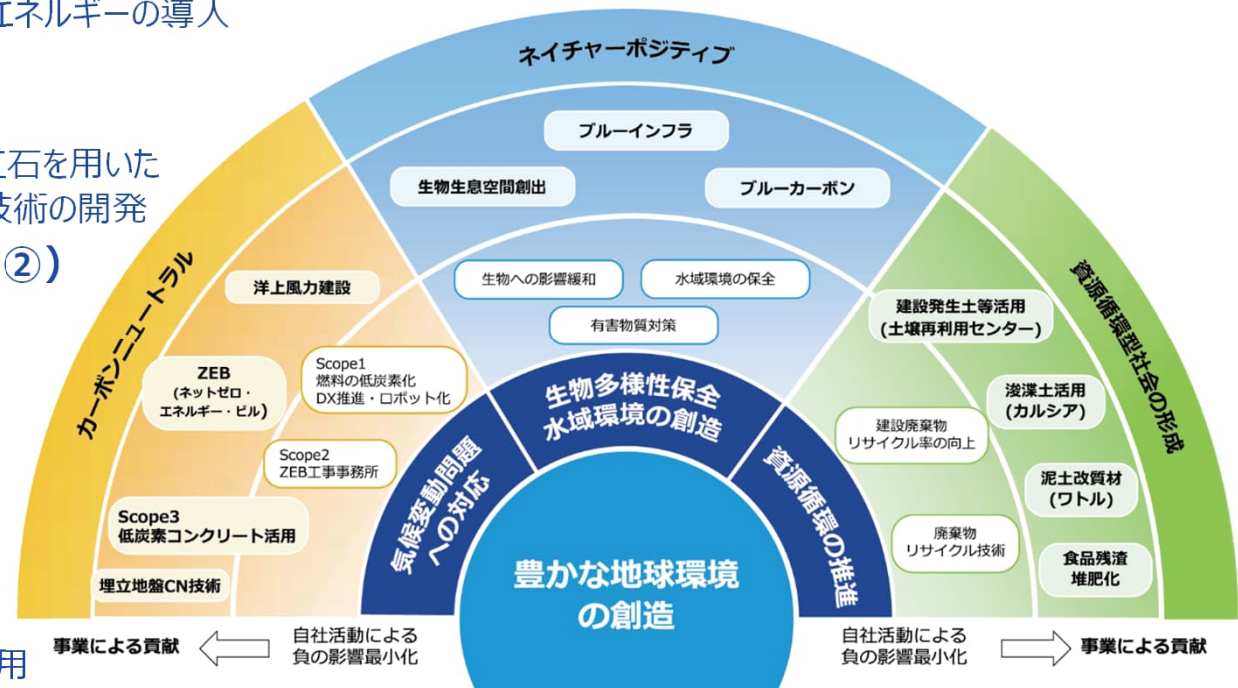 エネルギーの導入
工石を用いた
技術の開発
②）
用
ネイチャーポジティブ
ブルーインフラ
生物生息空間創出
ブルーカーボン
生物への影響緩和
水域環境の保全
有害物質対策
生物多様性保全
水域環境の創造
カーボンニュートラル
洋上風力建設
ZEB
(ネットゼロ・
エネルギー・ビル)
Scope3
低炭素コンクリート活用
埋立地盤CN技術
Scope1
燃料の低炭素化
DX推進・ロボット化
Scope2
ZEB工事事務所
気候変動問題
への対応
資源循環型社会の形成
建設発生土等活用
(土壌再利用センター)
浚渫土活用
(カルシア)
泥土改質材
(ワトル)
食品残渣
堆肥化
建設廃棄物
リサイクル率の向上
廃棄物
リサイクル技術
資源循環の推進
豊かな地球環境
の創造
事業による貢献
自社活動による
負の影響最小化
自社活動による
負の影響最小化
事業による貢献